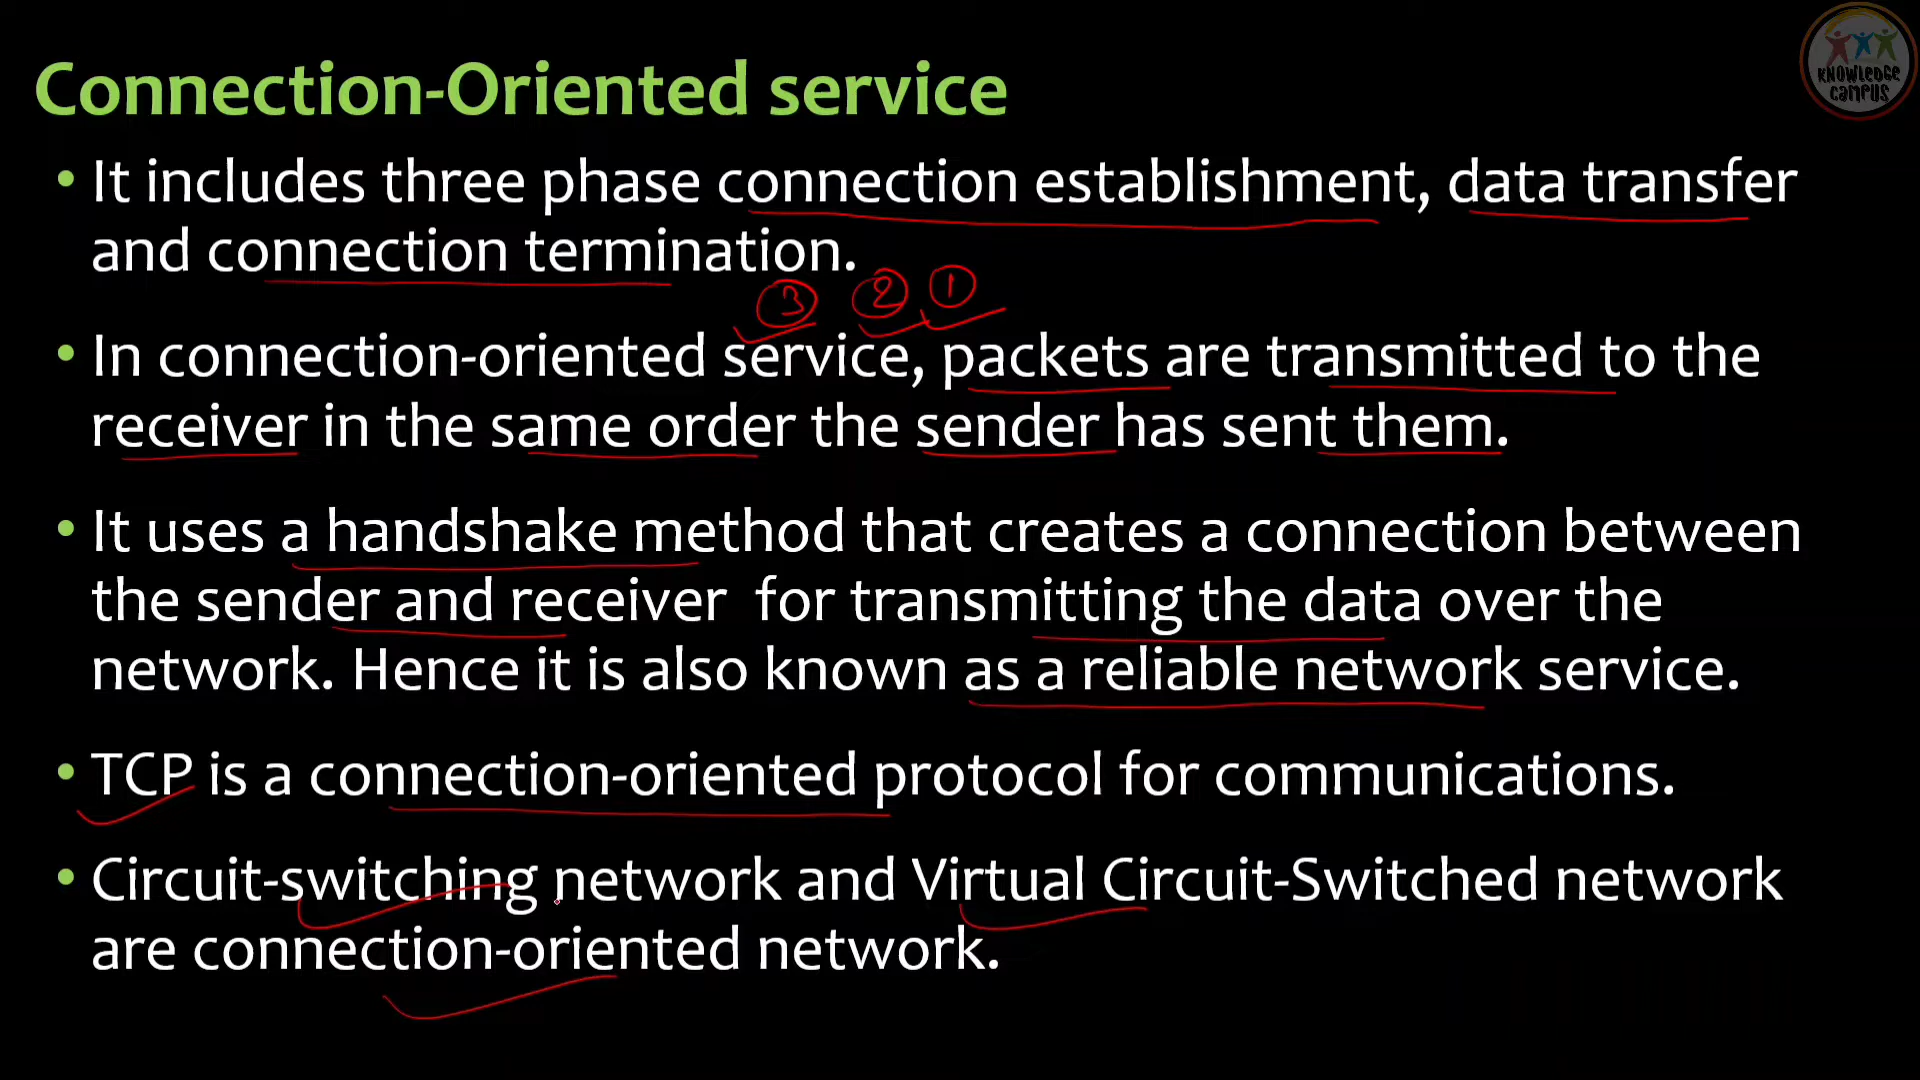 KNOWLEDGE
CAMPUS
Connection-Oriented service
• It includes three phase connection establishment, data transfer
and connection termination.
3 2 1
• In connection-oriented service, packets are transmitted to the
receiver in the same order the sender has sent them.
• It uses a handshake method that creates a connection between
the sender and receiver for transmitting the data over the
network. Hence it is also known as a reliable network service.
• TCP is a connection-oriented protocol for communications.
• Circuit-switching network and Virtual Circuit-Switched network
are connection-oriented network.